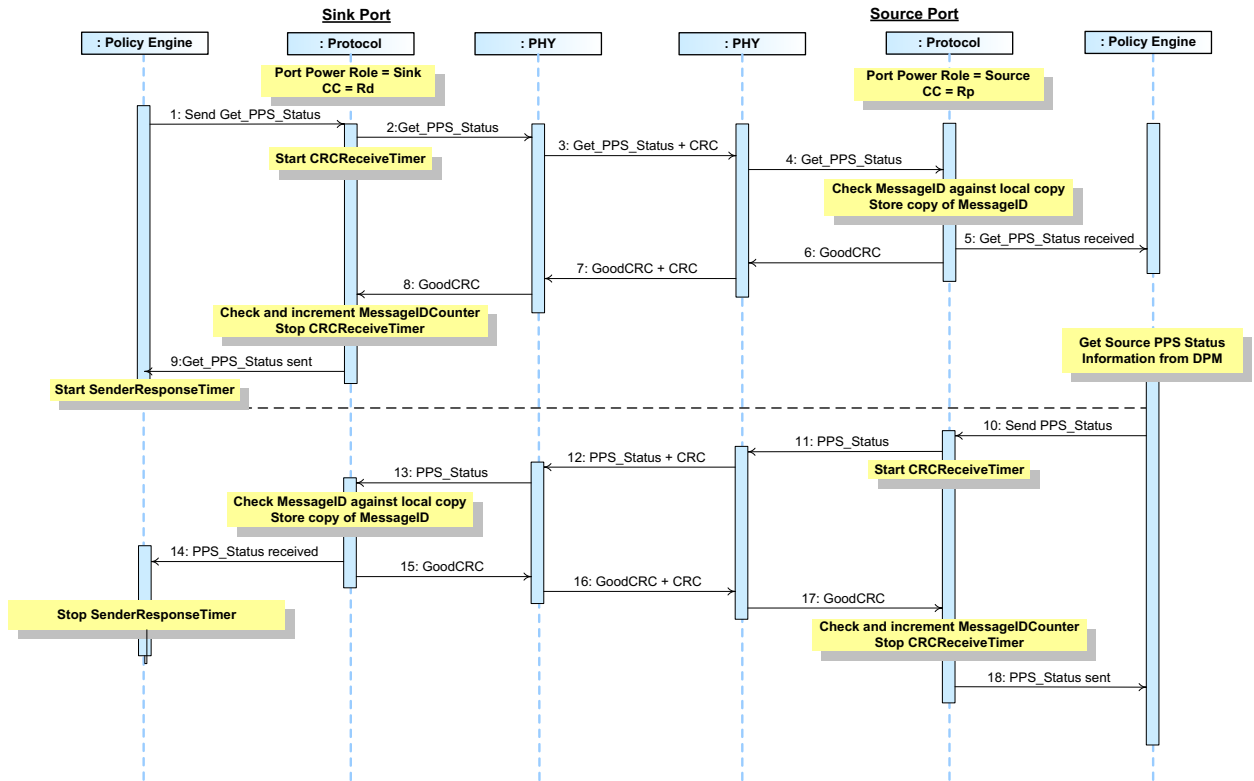 Sink Port
Source Port
: Policy Engine
: Protocol
: PHY
: PHY
: Protocol
: Policy Engine
Port Power Role = Sink
CC = Rd
Port Power Role = Source
CC = Rp
1: Send Get_PPS_Status
2:Get_PPS_Status
Start CRCReceiveTimer
3: Get_PPS_Status + CRC
4: Get_PPS_Status
Check MessageID against local copy
Store copy of MessageID
5: Get_PPS_Status received
6: GoodCRC
7: GoodCRC + CRC
8: GoodCRC
Check and increment MessageIDCounter
Stop CRCReceiveTimer
9:Get_PPS_Status sent
Start SenderResponseTimer
Get Source PPS Status
Information from DPM
10: Send PPS_Status
11: PPS_Status
Start CRCReceiveTimer
12: PPS_Status + CRC
13: PPS_Status
Check MessageID against local copy
Store copy of MessageID
14: PPS_Status received
15: GoodCRC
16: GoodCRC + CRC
Stop SenderResponseTimer
17: GoodCRC
Check and increment MessageIDCounter
Stop CRCReceiveTimer
18: PPS_Status sent